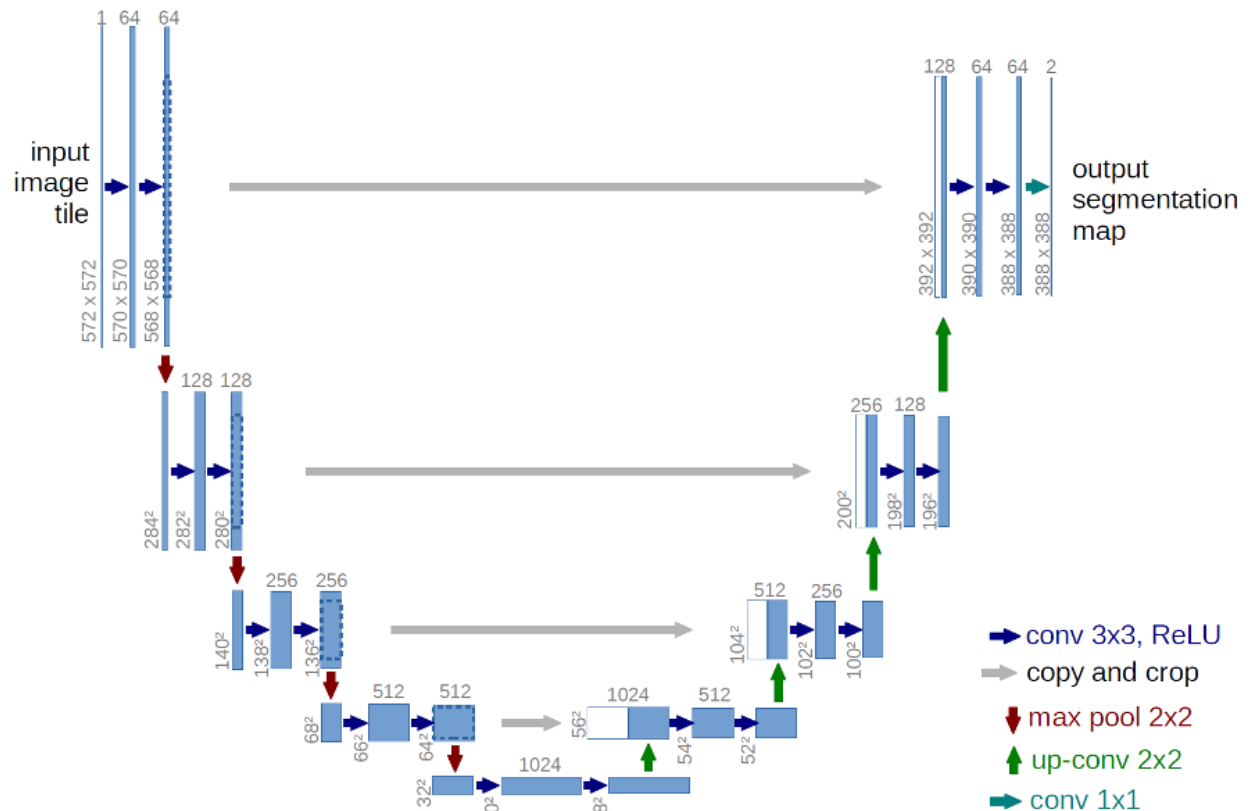 1 64 64
128 64 64 2
input
image
tile
output
segmentation
map
572 x 572
570 x 570
568 x 568
392 x 392
390 x 390
388 x 388
388 x 388
128 128
256 128
284²
282²
280²
200²
198²
196²
256 256
512 256
140²
138²
136²
104²
102²
100²
512 512
1024 512
68²
66²
64²
56²
54²
52²
1024
32²
conv 3x3, ReLU
copy and crop
max pool 2x2
up-conv 2x2
conv 1x1